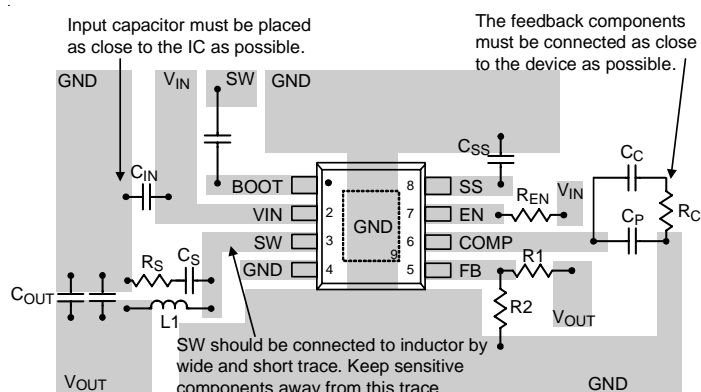 Input capacitor must be placed
as close to the IC as possible.
The feedback components
must be connected as close
to the device as possible.
GND
VIN
SW
GND
CIN
CSS
CC
BOOT
8
SS
REN
VIN
RC
VIN
2
GND
7
EN
CP
SW
3
6
COMP
9
GND
4
5
FB
R1
RS
CS
COUT
R2
L1
VOUT
SW should be connected to inductor by
wide and short trace. Keep sensitive
components away from this trace
VOUT
GND